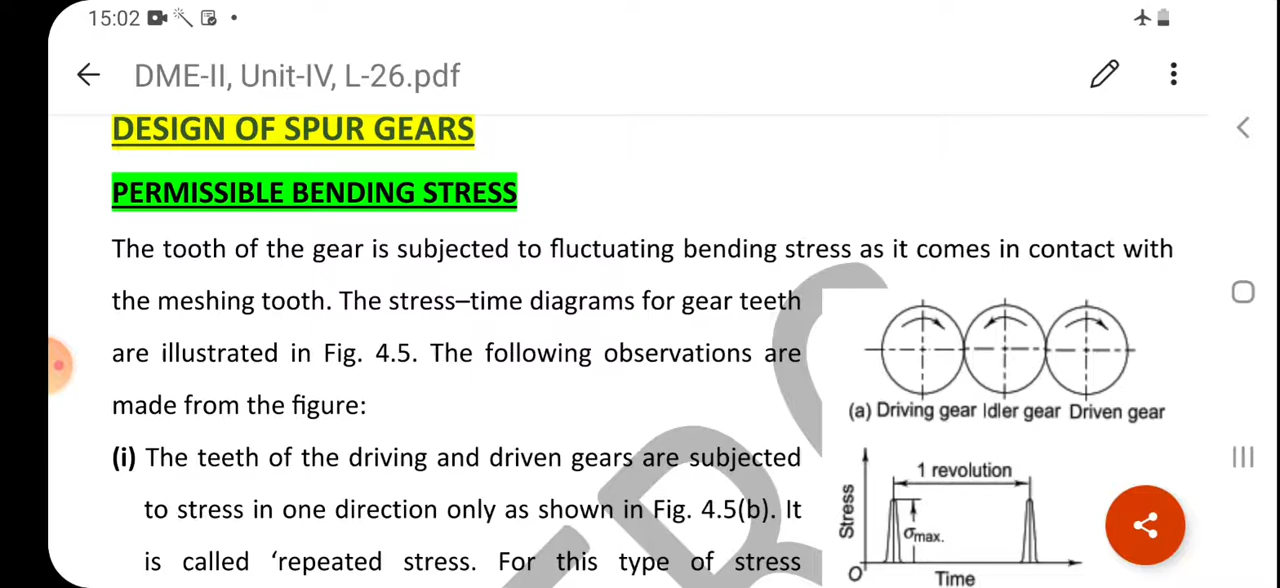 15:02
DME-II, Unit-IV, L-26.pdf
DESIGN OF SPUR GEARS
PERMISSIBLE BENDING STRESS
The tooth of the gear is subjected to fluctuating bending stress as it comes in contact with
the meshing tooth. The stress–time diagrams for gear teeth
are illustrated in Fig. 4.5. The following observations are
made from the figure:
(i) The teeth of the driving and driven gears are subjected
to stress in one direction only as shown in Fig. 4.5(b). It
is called ‘repeated stress. For this type of stress
(a) Driving gear Idler gear Driven gear
1 revolution
Stress
σmax.
O
Time